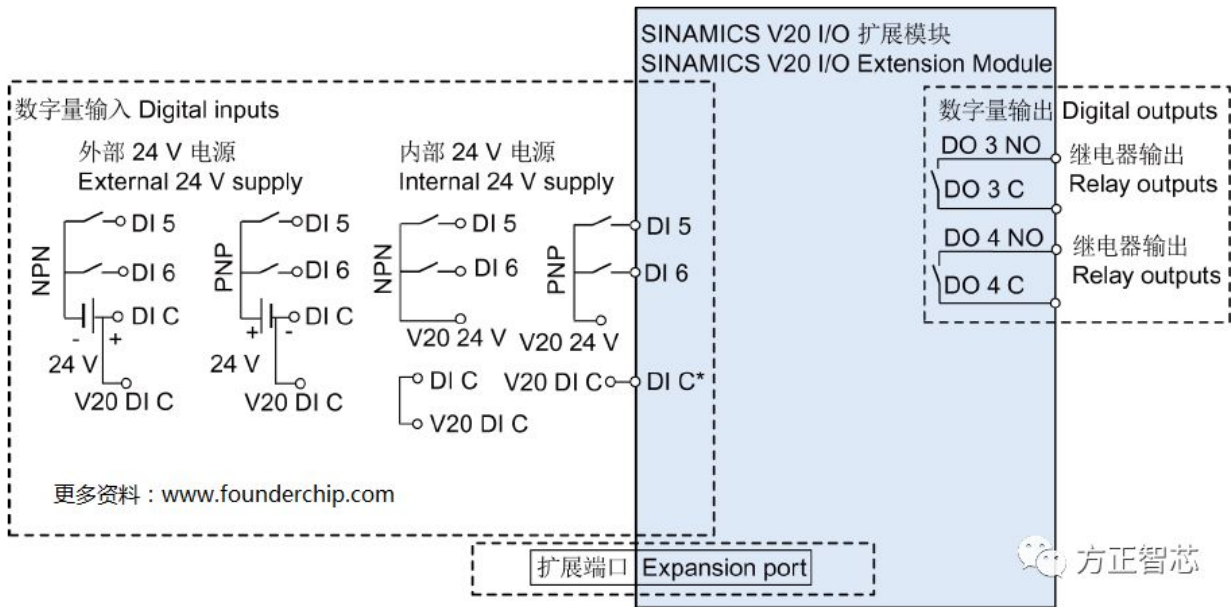 SINAMICS V20 I/O 扩展模块
SINAMICS V20 I/O Extension Module
数字量输入 Digital inputs
外部 24 V 电源
External 24 V supply
内部 24 V 电源
Internal 24 V supply
NPN
DI 5
DI 6
DI C
- +
24 V
V20 DI C
PNP
DI 5
DI 6
DI C
+ -
24 V
V20 DI C
NPN
DI 5
DI 6
V20 24 V
DI C
V20 DI C
PNP
V20 24 V
V20 DI C
DI 5
DI 6
DI C*
数字量输出 Digital outputs
DO 3 NO
DO 3 C
继电器输出
Relay outputs
DO 4 NO
DO 4 C
继电器输出
Relay outputs
更多资料：www.founderchip.com
扩展端口 Expansion port
方正智芯